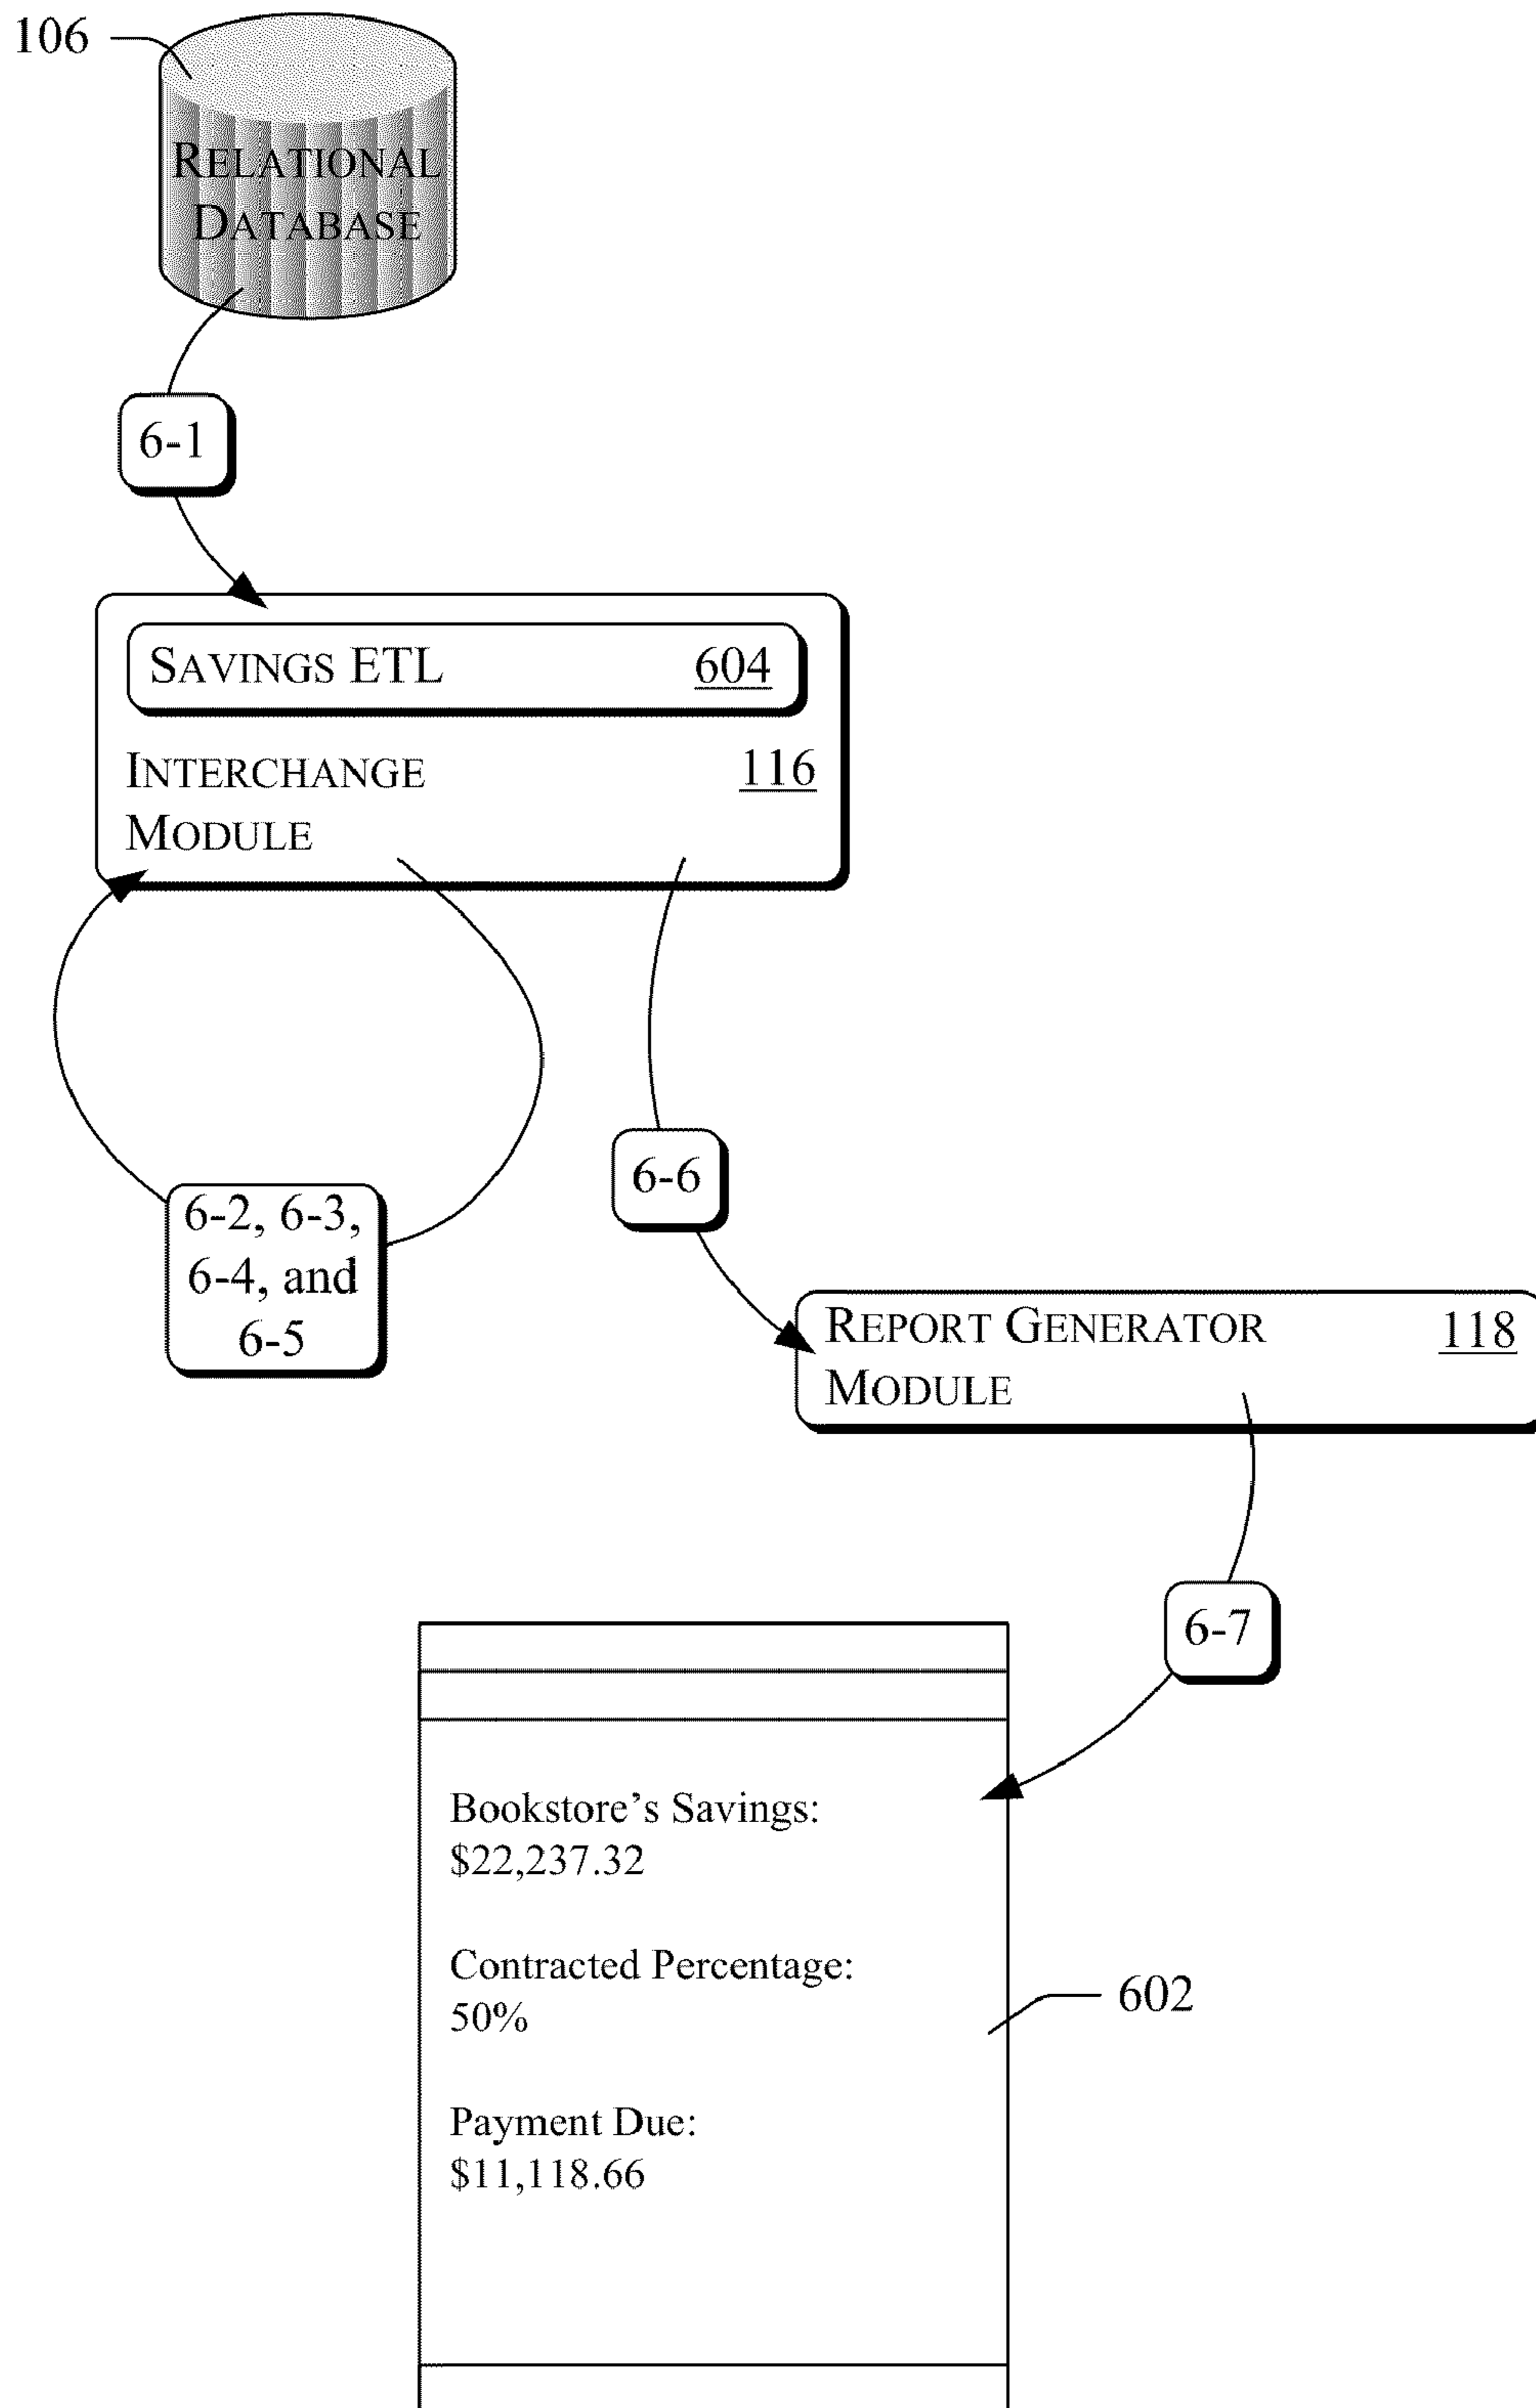 106
RELATIONAL
DATABASE
6-1
SAVINGS ETL 604
INTERCHANGE 116
MODULE
6-6
6-2, 6-3,
6-4, and
6-5
REPORT GENERATOR 118
MODULE
6-7
Bookstore’s Savings:
$22,237.32
Contracted Percentage:
50%
602
Payment Due:
$11,118.66